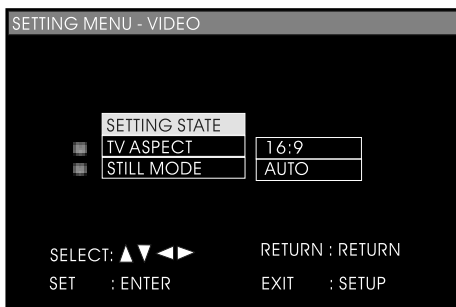 SETTING MENU - VIDEO
SETTING STATE
TV ASPECT 16:9
STILL MODE AUTO
SELECT: ▲▼◄► RETURN : RETURN
SET : ENTER EXIT : SETUP